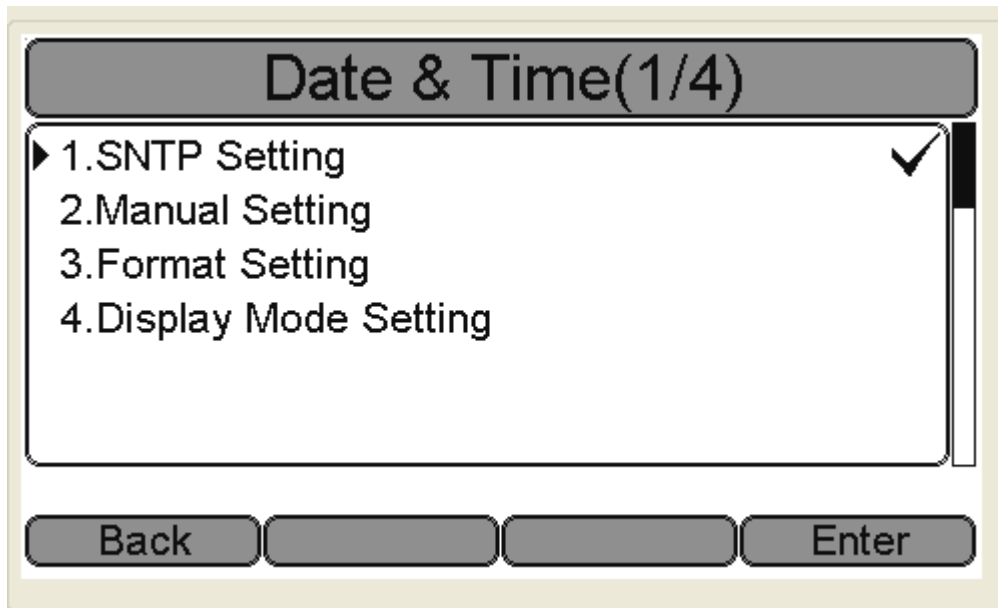 Date & Time(1/4)
1.SNTP Setting
2.Manual Setting
3.Format Setting
4.Display Mode Setting
Back Enter